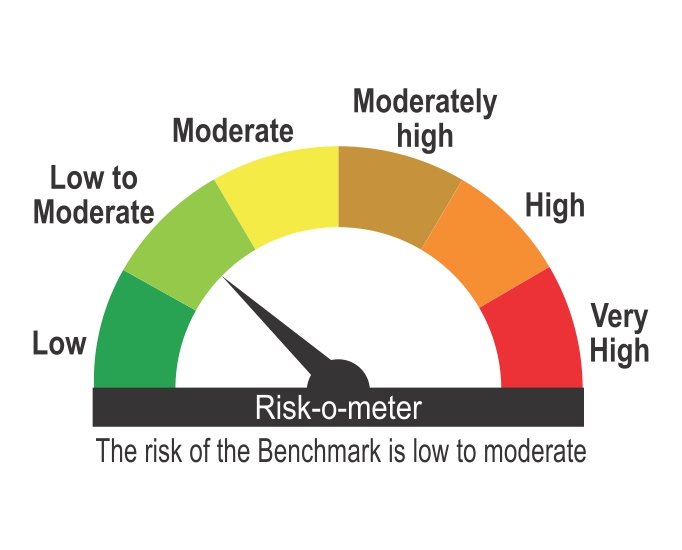 Moderately
high
Moderate
Low to
Moderate
High
Low
Very
High
Risk-o-meter
The risk of the Benchmark is low to moderate